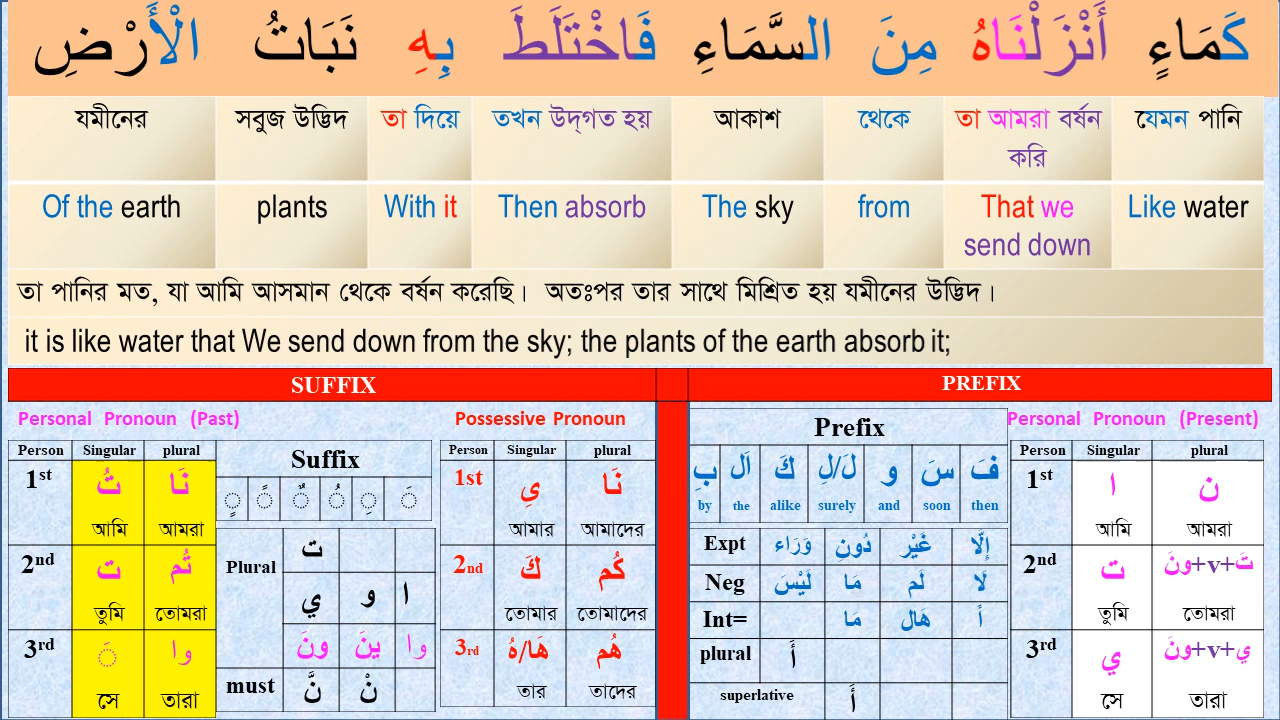 كَمَاءٍ أَنْزَلْنَاهُ مِنَ السَّمَاءِ فَاخْتَلَطَ بِهِ نَبَاتُ الْأَرْضِ
যমীনের সবুজ উদ্ভিদ তা দিয়ে তখন উদ্গত হয় আকাশ থেকে তা আমরা বর্ষন যেমন পানি
করি
Of the earth plants With it Then absorb The sky from That we Like water
send down
তা পানির মত, যা আমি আসমান থেকে বর্ষন করেছি। অতঃপর তার সাথে মিশ্রিত হয় যমীনের উদ্ভিদ।
it is like water that We send down from the sky; the plants of the earth absorb it;
SUFFIX PREFIX
Personal Pronoun (Past)
Person Singular plural
1st تُ نَا
আমি আমরা
2nd ت تُم
তুমি তোমরা
3rd َ وا
সে তারা
Suffix
ٍ ً ٌ ُ ِ َ
Plural ت
ي و ا
ونَ ينَ وا
must نَّ نْ
Possessive Pronoun
Person Singular plural
1st ي نَا
আমার আমাদের
2nd كَ كُم
তোমার তোমাদের
3rd هَا/هُ هُم
তার তাদের
Prefix
بِ اَل كَ لَ/لِ و سَ فَ
by the alike surely and soon then
Expt وَرَاء دُونِ غَيْر إِلَّا
Neg لَيْسَ مَا لَم لَا
Int= مَا هَال أَ
plural أَ
superlative أَ
Personal Pronoun (Present)
Person Singular plural
1st ا ن
আমি আমরা
2nd ت تَ+v+ونَ
তুমি তোমরা
3rd ي ي+v+ونَ
সে তারা